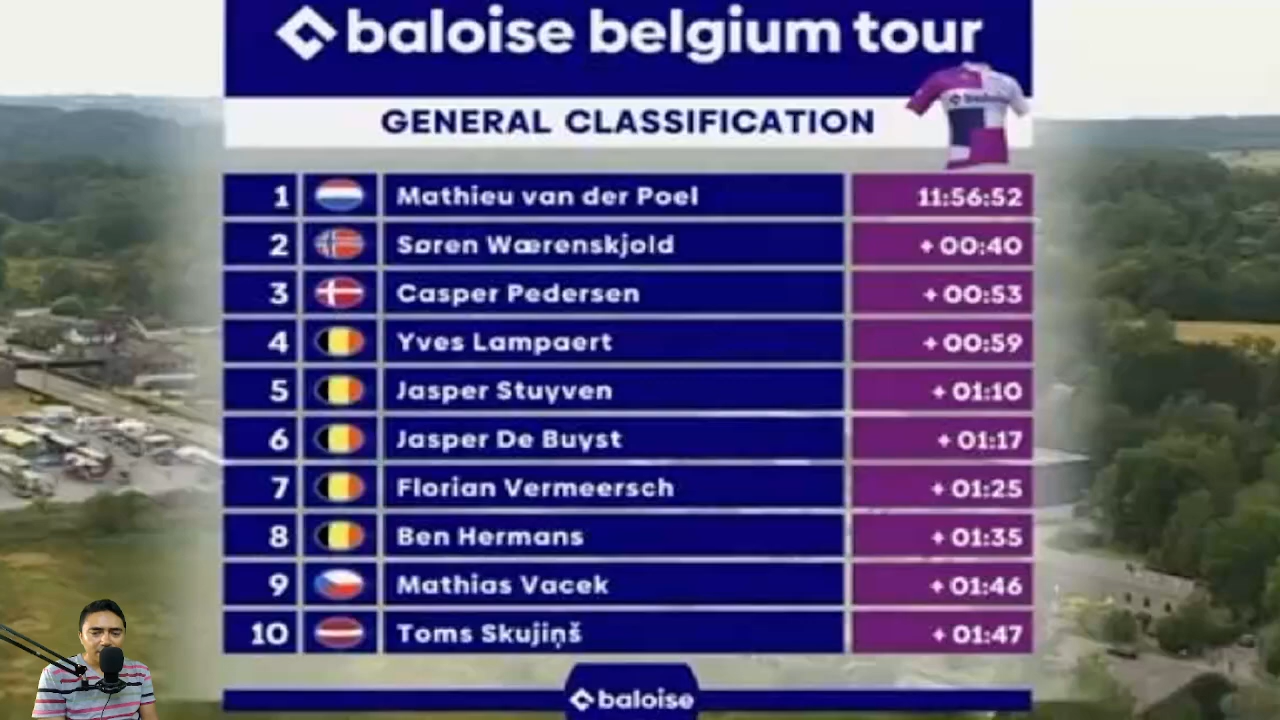 baloise belgium tour
GENERAL CLASSIFICATION
1 Mathieu van der Poel 11:56:52
2 Søren Wærenskjold + 00:40
3 Casper Pedersen + 00:53
4 Yves Lampaert + 00:59
5 Jasper Stuyven + 01:10
6 Jasper De Buyst + 01:17
7 Florian Vermeersch + 01:25
8 Ben Hermans + 01:35
9 Mathias Vacek + 01:46
10 Toms Skujiņš + 01:47
baloise